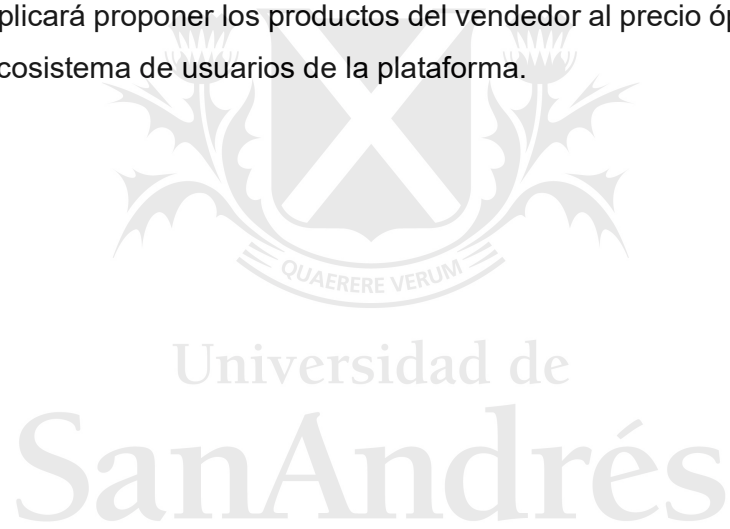 plicará proponer los productos del vendedor al precio óp
cosistema de usuarios de la plataforma.
QUAERERE VERUM
Universidad de
SanAndrés